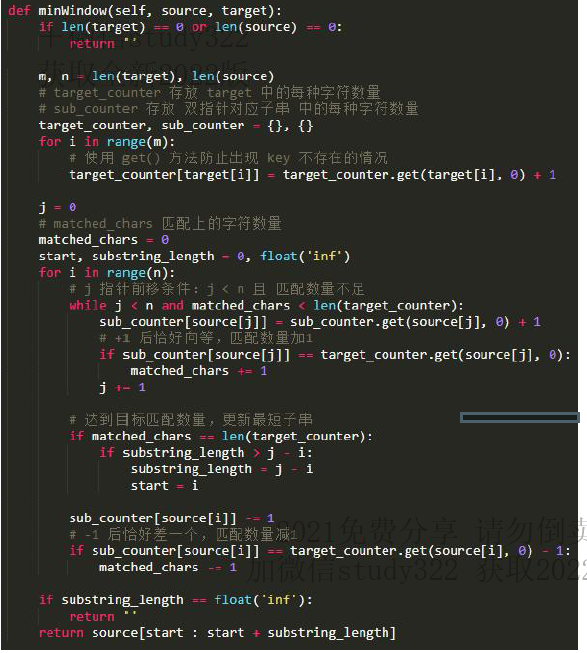 def minWindow(self, source, target):
    if len(target) == 0 or len(source) == 0:
        return ""
    m, n = len(target), len(source)
    # target_counter 存放 target 中的每种字符数量
    # sub_counter 存放 双指针对应子串 中的每种字符数量
    target_counter, sub_counter = {}, {}
    for i in range(m):
        # 使用 get() 方法防止出现 key 不存在的情况
        target_counter[target[i]] = target_counter.get(target[i], 0) + 1
    j = 0
    # matched_chars 匹配上的字符数量
    matched_chars = 0
    start, substring_length = 0, float('inf')
    for i in range(n):
        # j 指针前移条件：j < n 且 匹配数量不足
        while j < n and matched_chars < len(target_counter):
            sub_counter[source[j]] = sub_counter.get(source[j], 0) + 1
            # +1 后恰好向等，匹配数量加1
            if sub_counter[source[j]] == target_counter.get(source[j], 0):
                matched_chars += 1
            j += 1
        # 达到目标匹配数量，更新最短子串
        if matched_chars == len(target_counter):
            if substring_length > j - i:
                substring_length = j - i
                start = i
        sub_counter[source[i]] -= 1
        # -1 后恰好差一个，匹配数量减1
        if sub_counter[source[i]] == target_counter.get(source[i], 0) - 1:
            matched_chars -= 1
    if substring_length == float('inf'):
        return ""
    return source[start : start + substring_length]
2021免费分享 请勿倒卖
加微信study322 获取2022